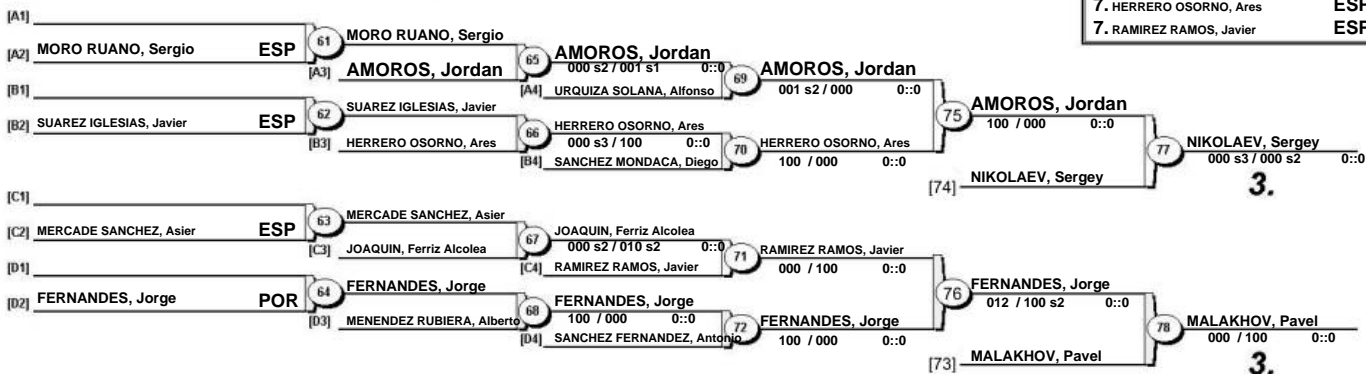 7. HERRERO OSORNO, Ares ESP
7. RAMIREZ RAMOS, Javier ESP
[A1]
[A2] MORO RUANO, Sergio ESP
61
MORO RUANO, Sergio
[A3] AMOROS, Jordan
65
AMOROS, Jordan
000 s2 / 001 s1 0::0
[A4] URQUIZA SOLANA, Alfonso
69
AMOROS, Jordan
001 s2 / 000 0::0
[B1]
[B2] SUAREZ IGLESIAS, Javier ESP
62
SUAREZ IGLESIAS, Javier
[B3] HERRERO OSORNO, Ares
66
HERRERO OSORNO, Ares
000 s3 / 100 0::0
[B4] SANCHEZ MONDACA, Diego
70
HERRERO OSORNO, Ares
100 / 000 0::0
75
AMOROS, Jordan
100 / 000 0::0
[74] NIKOLAEV, Sergey
77
NIKOLAEV, Sergey
000 s3 / 000 s2 0::0
3.
[C1]
[C2] MERCADE SANCHEZ, Asier ESP
63
MERCADE SANCHEZ, Asier
[C3] JOAQUIN, Ferriz Alcolea
67
JOAQUIN, Ferriz Alcolea
000 s2 / 010 s2 0::0
[C4] RAMIREZ RAMOS, Javier
71
RAMIREZ RAMOS, Javier
000 / 100 0::0
[D1]
[D2] FERNANDES, Jorge POR
64
FERNANDES, Jorge
[D3] MENENDEZ RUBIERA, Alberto
68
FERNANDES, Jorge
100 / 000 0::0
[D4] SANCHEZ FERNANDEZ, Antonio
72
FERNANDES, Jorge
100 / 000 0::0
76
FERNANDES, Jorge
012 / 100 s2 0::0
[73] MALAKHOV, Pavel
78
MALAKHOV, Pavel
000 / 100 0::0
3.